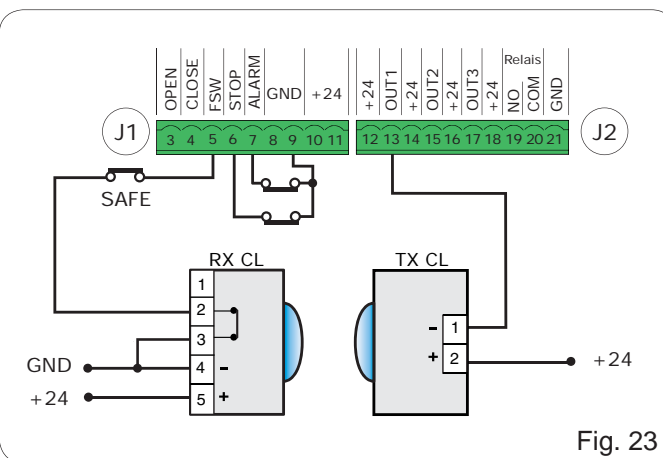 Relais
OPEN CLOSE FSW STOP ALARM GND +24 +24 OUT1 +24 OUT2 +24 OUT3 +24 NO COM GND
J1 3 4 5 6 7 8 9 10 11 12 13 14 15 16 17 18 19 20 21 J2
SAFE
RX CL TX CL
1
2
3
GND 4 -
+24 5 +
- 1
+ 2 +24
Fig. 23